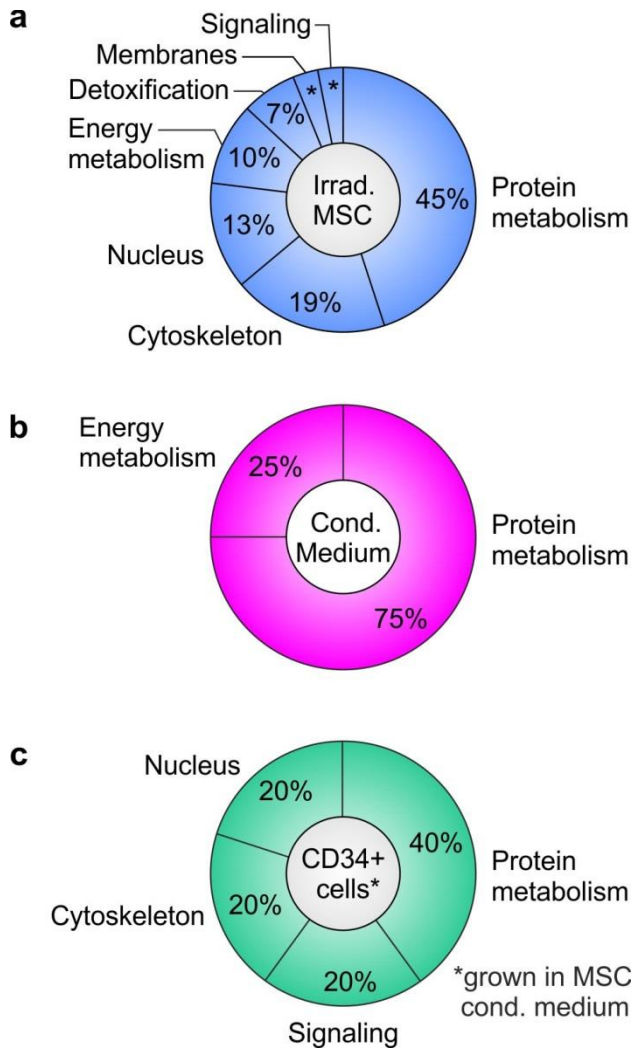 a
Signaling
Membranes
Detoxification
Energy
metabolism
Nucleus
Cytoskeleton
Protein
metabolism
*
*
7%
10%
13%
19%
45%
Irrad.
MSC
b
Energy
metabolism
25%
Cond.
Medium
75%
Protein
metabolism
c
Nucleus
20%
40%
CD34+
cells*
Protein
metabolism
Cytoskeleton
20%
20%
Signaling
*grown in MSC
cond. medium